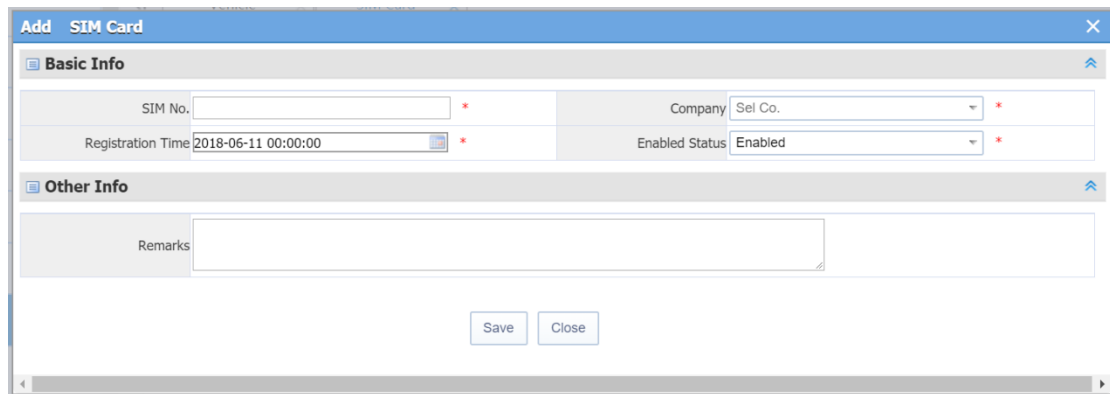 Add SIM Card
Basic Info
SIM No. * Company Sel Co. *
Registration Time 2018-06-11 00:00:00 * Enabled Status Enabled *
Other Info
Remarks
Save Close